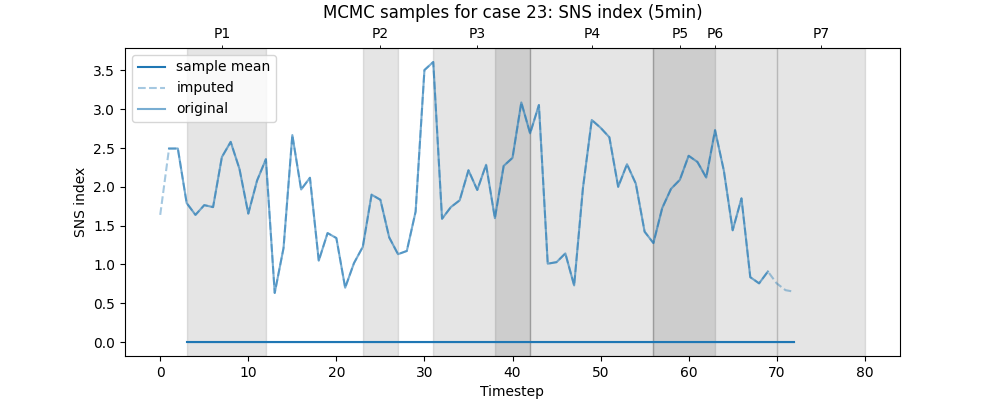 MCMC samples for case 23: SNS index (5min)
P1 P2 P3 P4 P5 P6 P7
sample mean
imputed
original
3.5
3.0
2.5
2.0
1.5
1.0
0.5
0.0
SNS index
0 10 20 30 40 50 60 70 80
Timestep